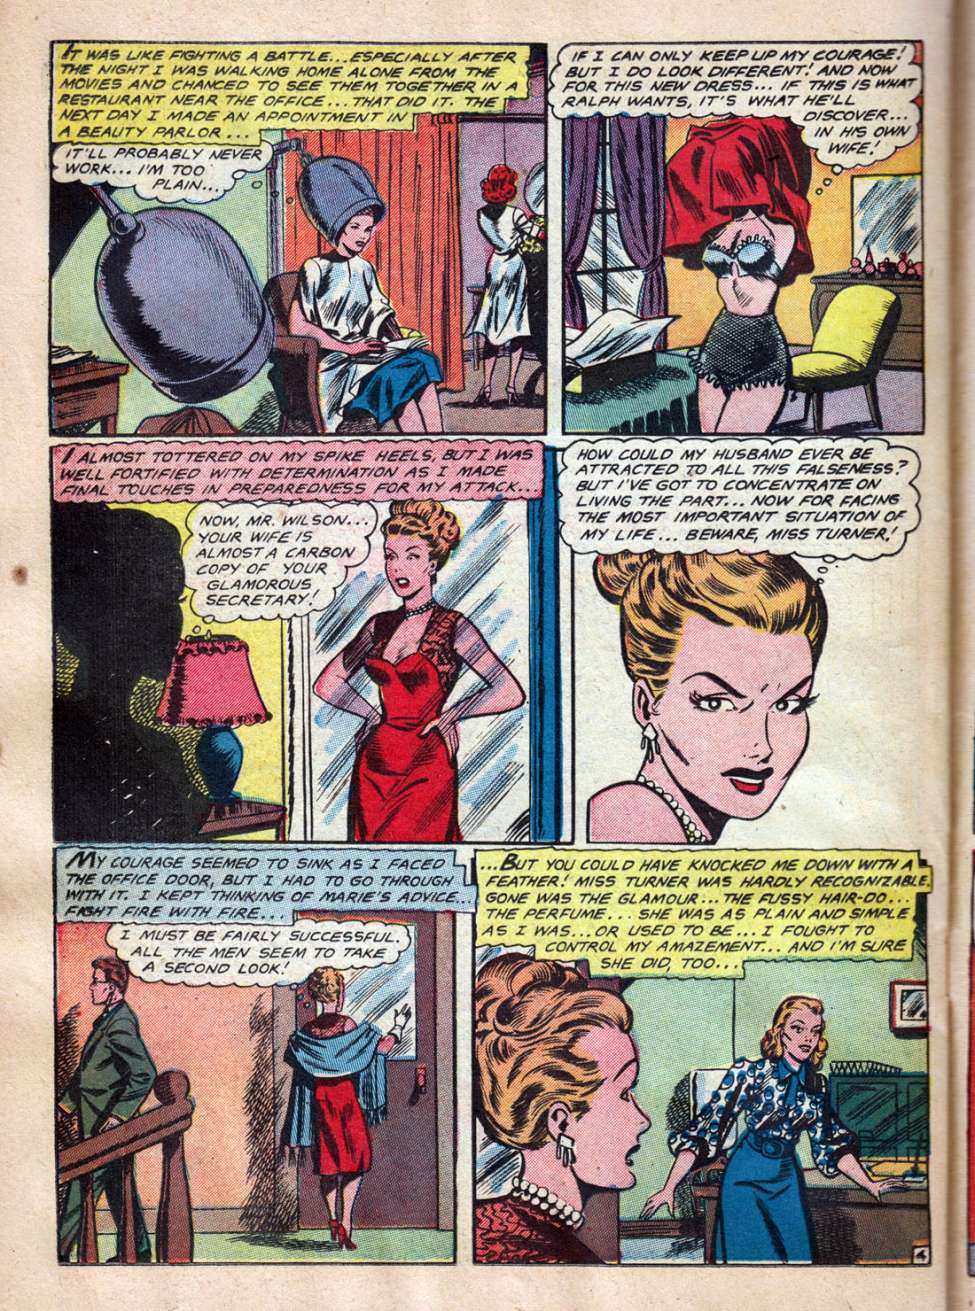 IT WAS LIKE FIGHTING A BATTLE...ESPECIALLY AFTER
THE NIGHT I WAS WALKING HOME ALONE FROM THE
MOVIES AND CHANCED TO SEE THEM TOGETHER IN A
RESTAURANT NEAR THE OFFICE...THAT DID IT. THE
NEXT DAY I MADE AN APPOINTMENT IN
A BEAUTY PARLOR...
IT'LL PROBABLY NEVER
WORK... I'M TOO
PLAIN...
IF I CAN ONLY KEEP UP MY COURAGE!
BUT I DO LOOK DIFFERENT! AND NOW
FOR THIS NEW DRESS... IF THIS IS WHAT
RALPH WANTS, IT'S WHAT HE'LL
DISCOVER...
IN HIS OWN
WIFE!
I ALMOST TOTTERED ON MY SPIKE HEELS, BUT I WAS
WELL FORTIFIED WITH DETERMINATION AS I MADE
FINAL TOUCHES IN PREPAREDNESS FOR MY ATTACK...
NOW, MR. WILSON...
YOUR WIFE IS
ALMOST A CARBON
COPY OF YOUR
GLAMOROUS
SECRETARY!
HOW COULD MY HUSBAND EVER BE
ATTRACTED TO ALL THIS FALSENESS?
BUT I'VE GOT TO CONCENTRATE ON
LIVING THE PART... NOW FOR FACING
THE MOST IMPORTANT SITUATION OF
MY LIFE... BEWARE, MISS TURNER!
MY COURAGE SEEMED TO SINK AS I FACED
THE OFFICE DOOR, BUT I HAD TO GO THROUGH
WITH IT. I KEPT THINKING OF MARIE'S ADVICE...
FIGHT FIRE WITH FIRE...
I MUST BE FAIRLY SUCCESSFUL.
ALL THE MEN SEEM TO TAKE
A SECOND LOOK!
...BUT YOU COULD HAVE KNOCKED ME DOWN WITH A
FEATHER! MISS TURNER WAS HARDLY RECOGNIZABLE.
GONE WAS THE GLAMOUR...THE FUSSY HAIR-DO...
THE PERFUME... SHE WAS AS PLAIN AND SIMPLE
AS I WAS...OR USED TO BE... I FOUGHT TO
CONTROL MY AMAZEMENT... AND I'M SURE
SHE DID, TOO...
4